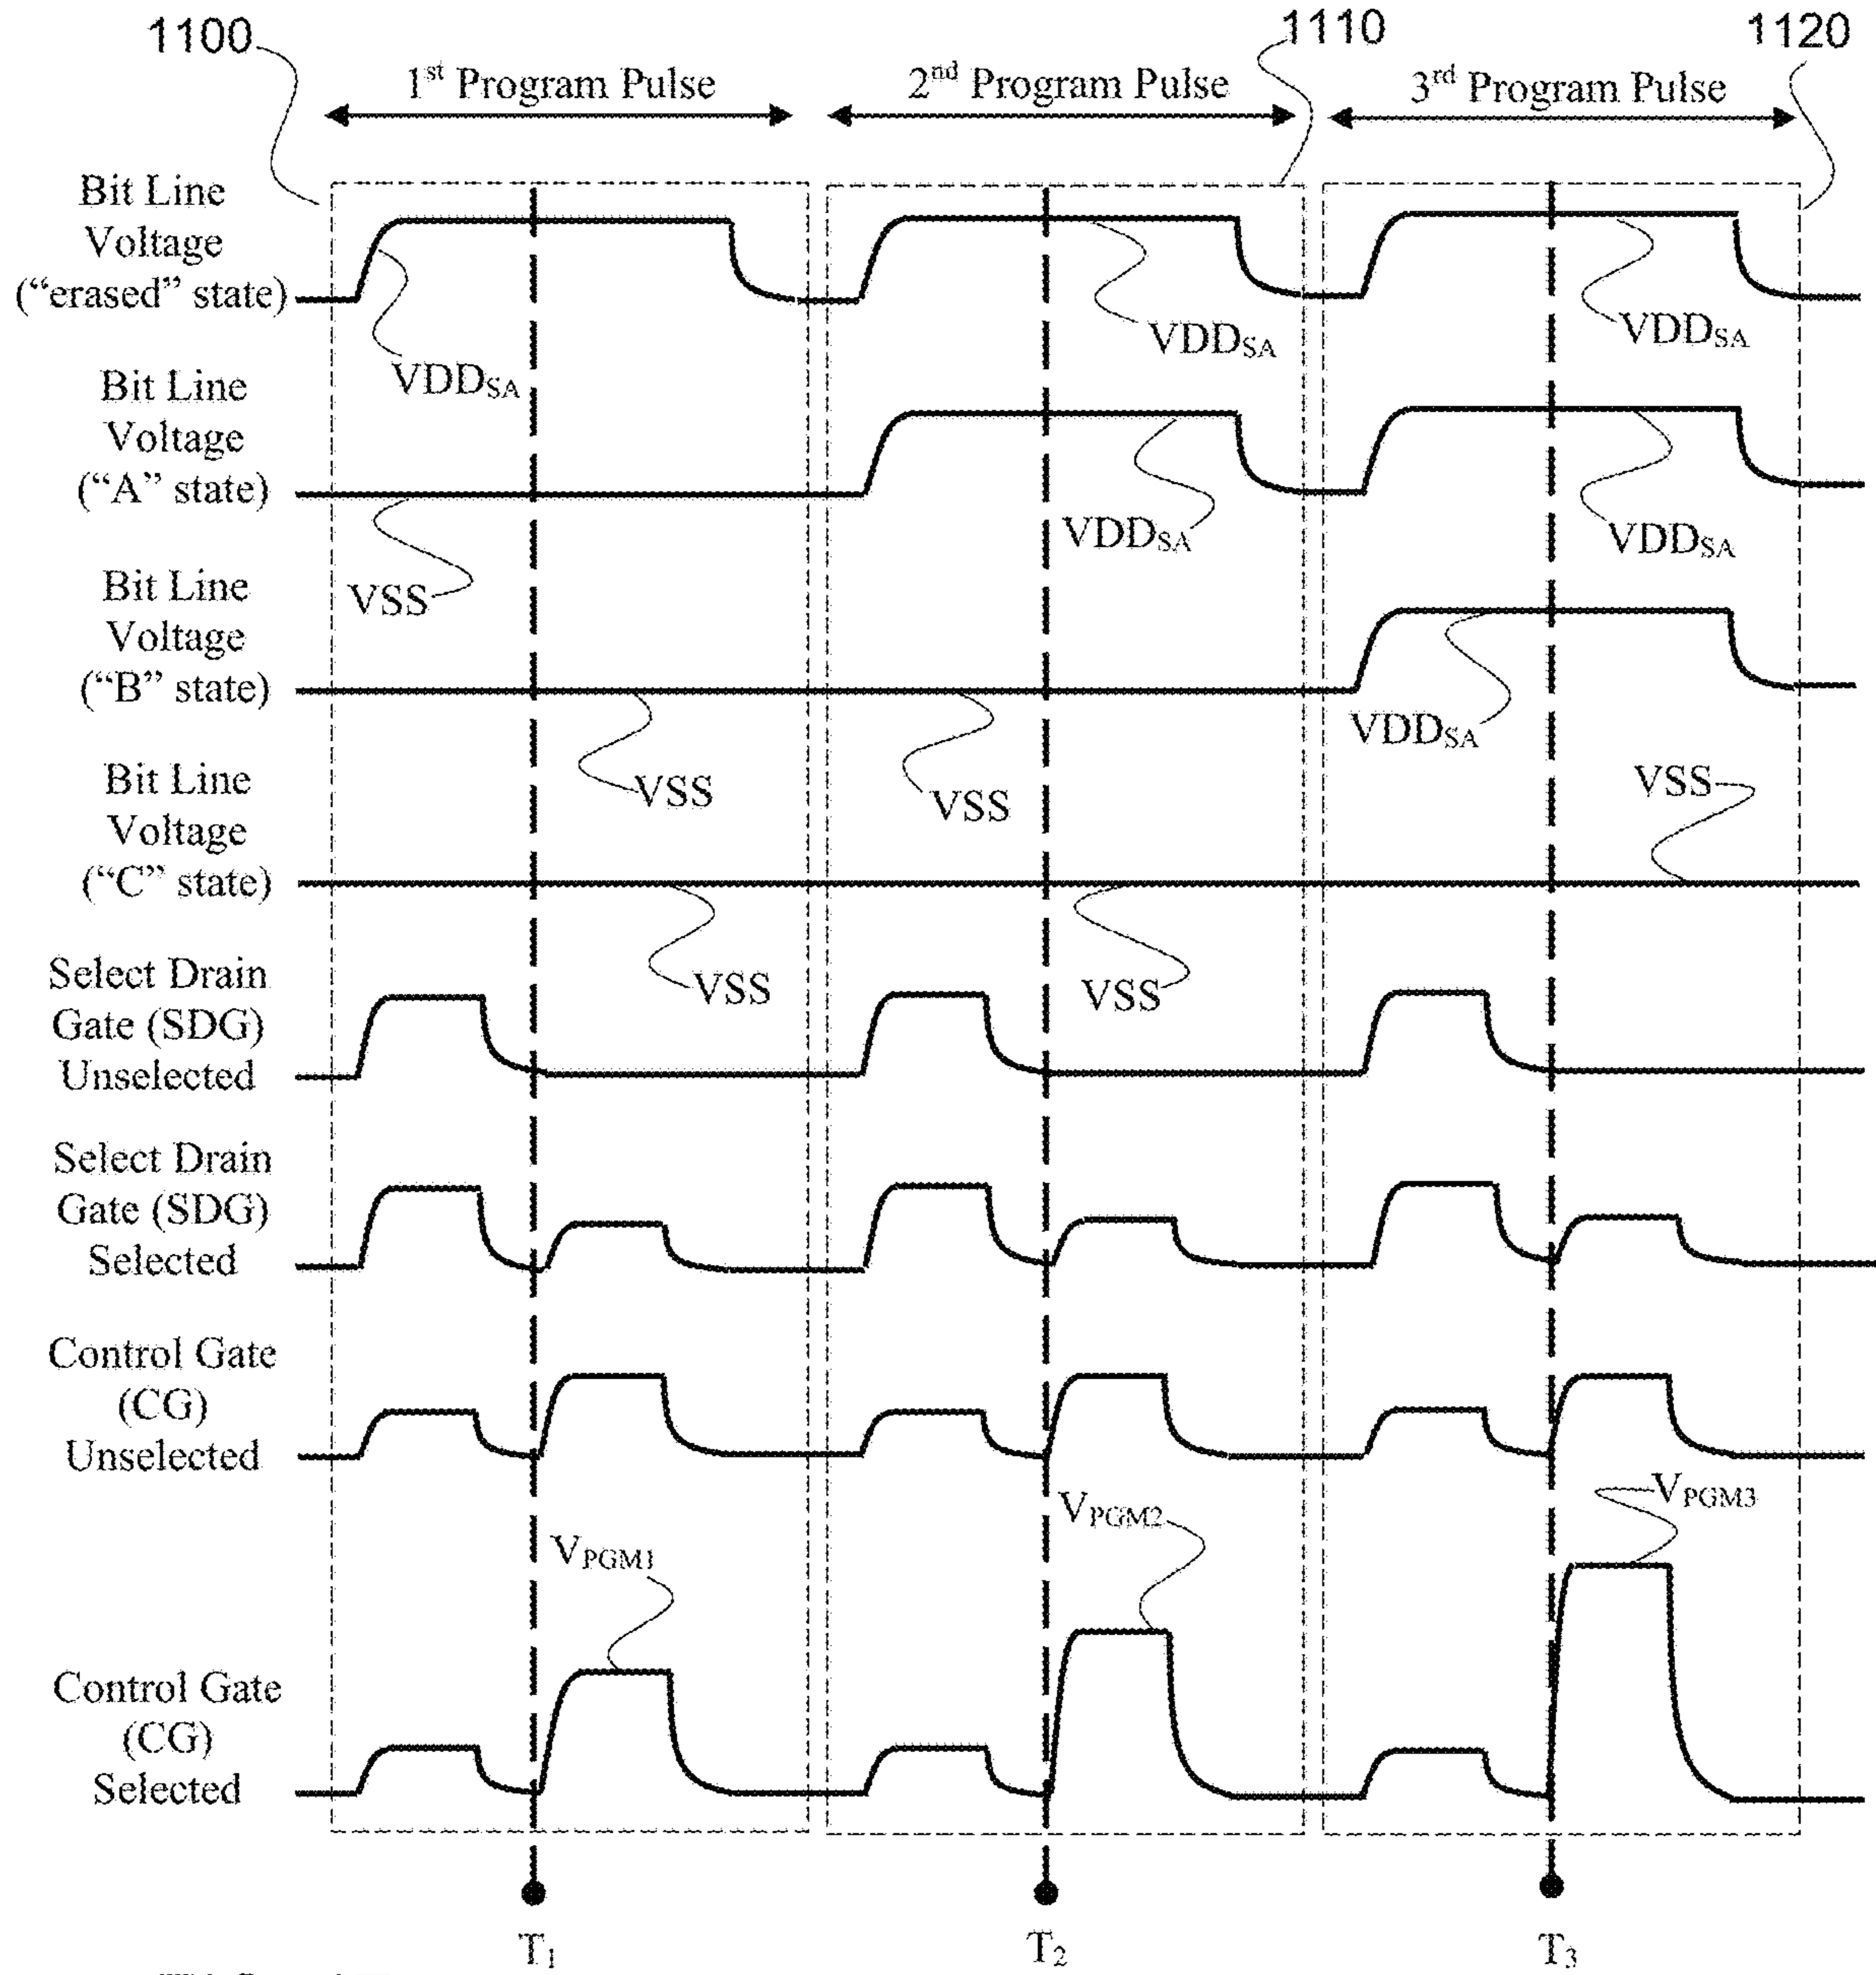 1100
1110
1120
1st Program Pulse
2nd Program Pulse
3rd Program Pulse
Bit Line
Voltage
(“erased” state)
VDDSA
VDDSA
VDDSA
Bit Line
Voltage
(“A” state)
VSS
VDDSA
VDDSA
Bit Line
Voltage
(“B” state)
VSS
VSS
VDDSA
Bit Line
Voltage
(“C” state)
VSS
VSS
VSS
Select Drain
Gate (SDG)
Unselected
Select Drain
Gate (SDG)
Selected
Control Gate
(CG)
Unselected
VPGM1
VPGM2
VPGM3
Control Gate
(CG)
Selected
T1
T2
T3